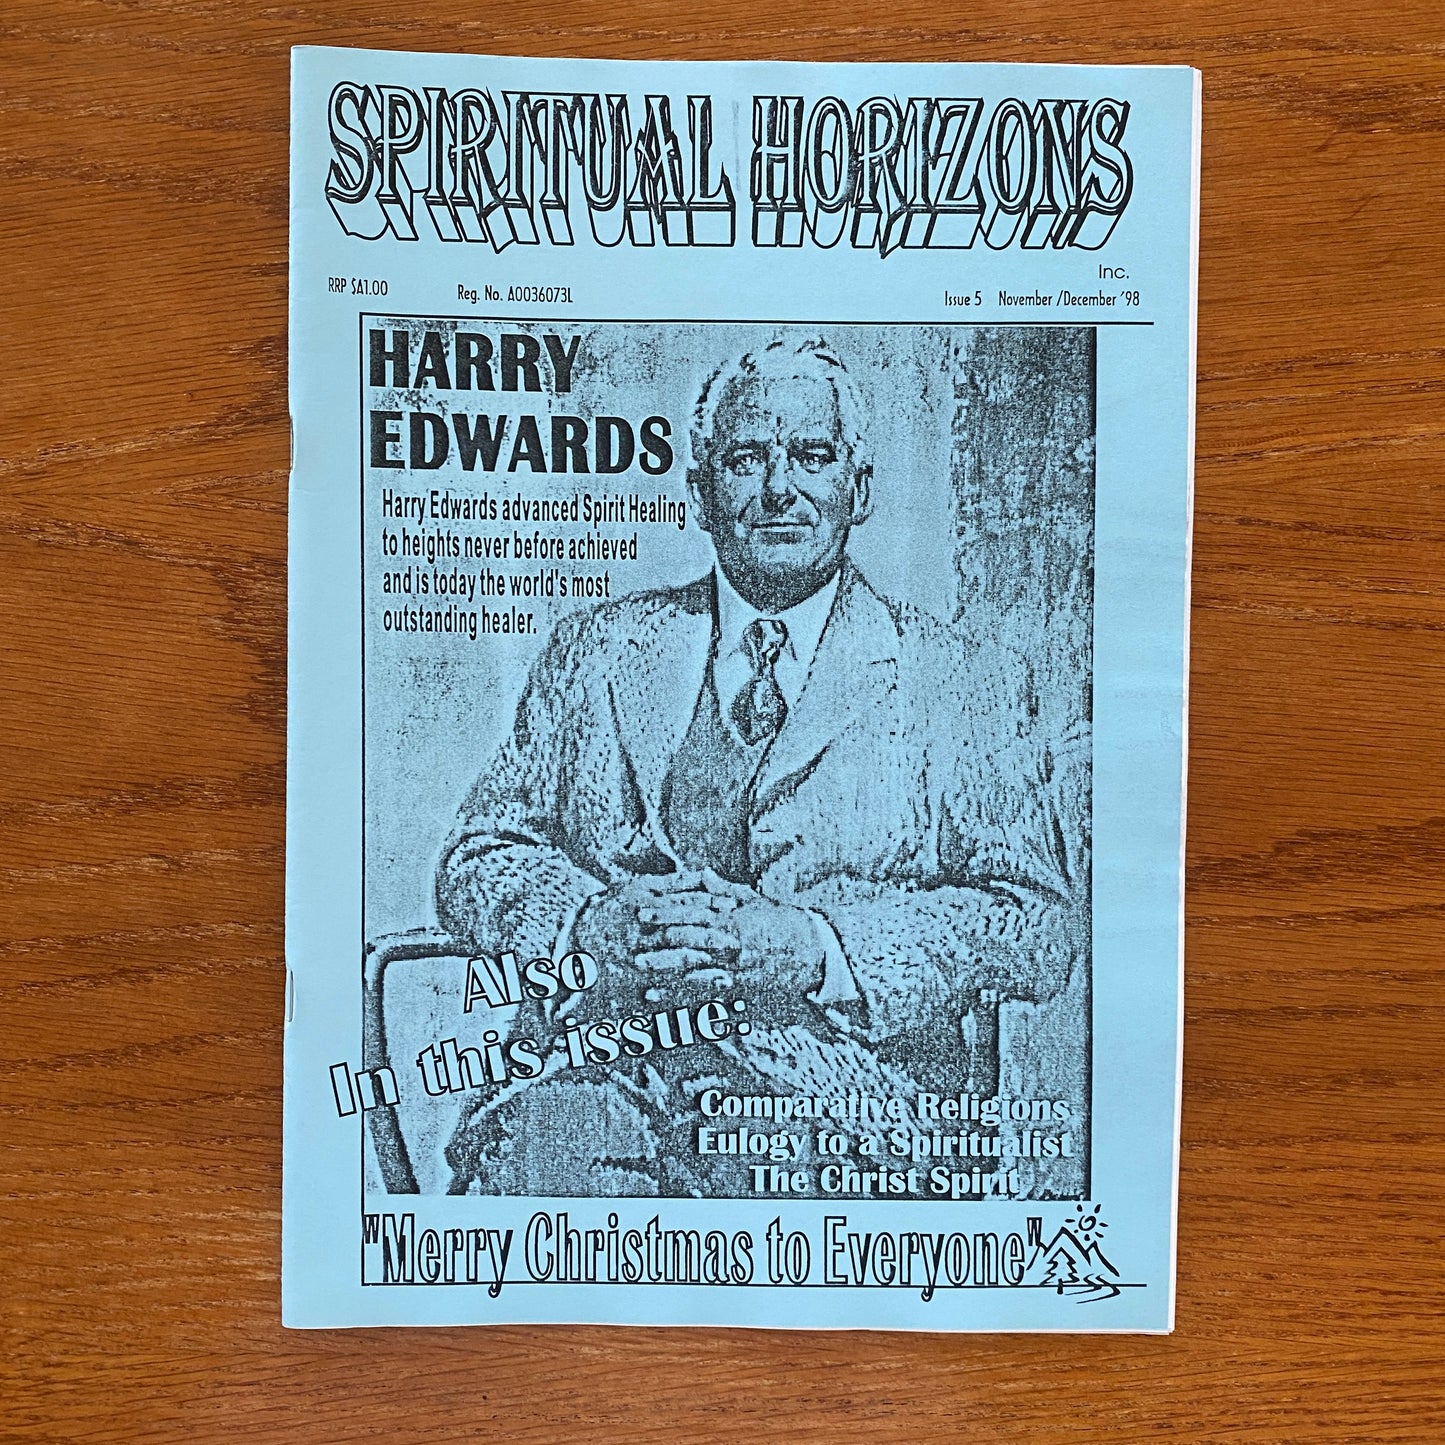 SPIRITUAL HORIZONS
Inc.
RRP $A1.00 Reg. No. A0036073L Issue 5 November /December '98
HARRY
EDWARDS
Harry Edwards advanced Spirit Healing
to heights never before achieved
and is today the world's most
outstanding healer.
Also
In this issue:
Comparative Religions
Eulogy to a Spiritualist
The Christ Spirit
"Merry Christmas to Everyone"